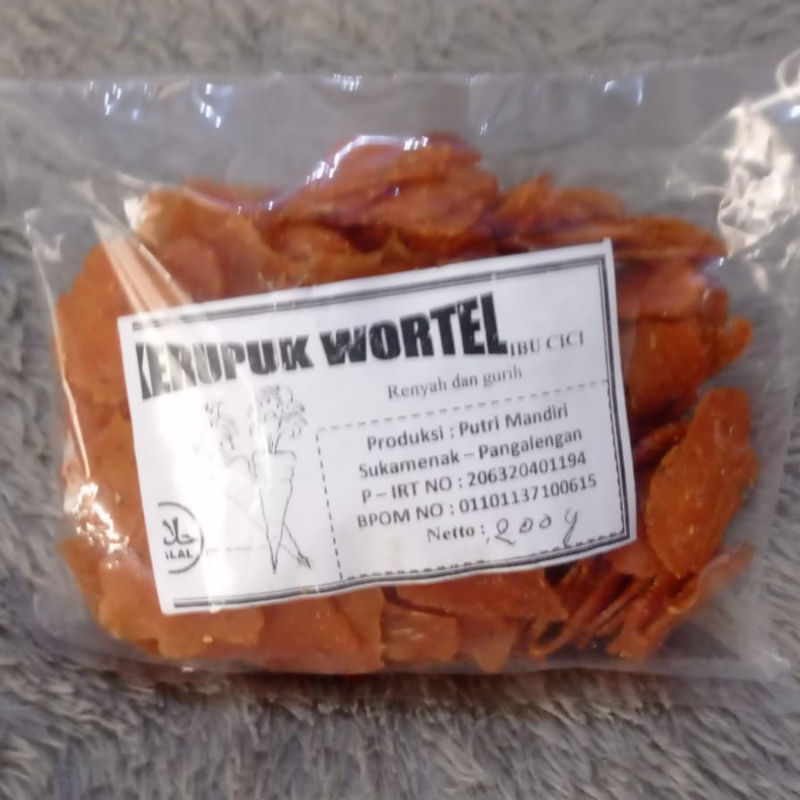 KERUPUK WORTEL IBU CICI
Renyah dan gurih
Produksi : Putri Mandiri
Sukamenak – Pangalengan
P – IRT NO : 206320401194
BPOM NO : 01101137100615
Netto : 200 g
حلال